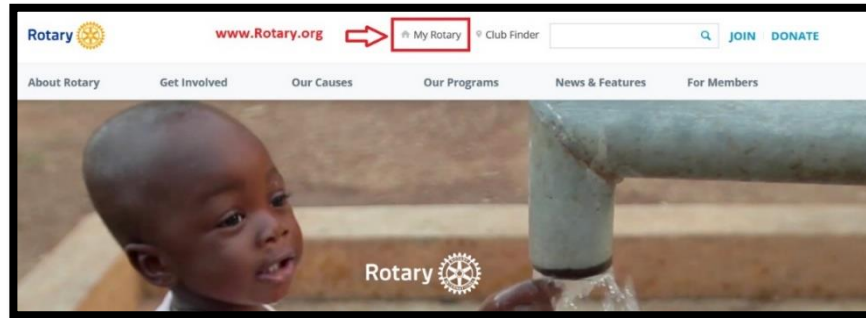 Rotary
www.Rotary.org
My Rotary
Club Finder
JOIN
DONATE
About Rotary
Get Involved
Our Causes
Our Programs
News & Features
For Members
Rotary